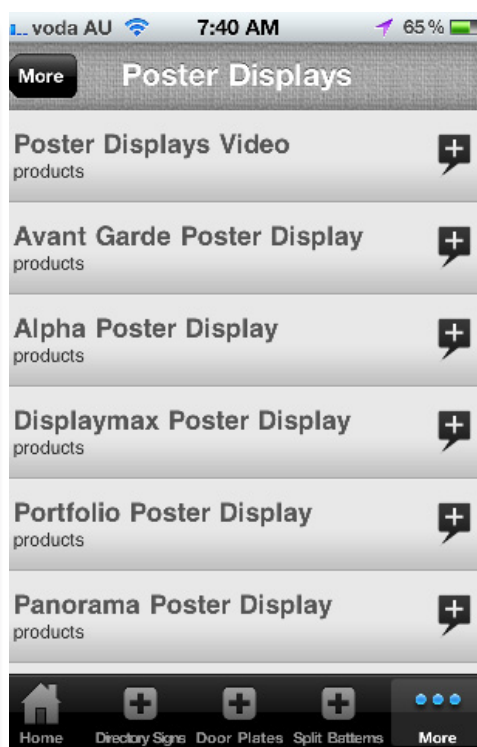 voda AU 7:40 AM 65%
More Poster Displays
Poster Displays Video
products
Avant Garde Poster Display
products
Alpha Poster Display
products
Displaymax Poster Display
products
Portfolio Poster Display
products
Panorama Poster Display
products
Home Directory Signs Door Plates Split Battems More